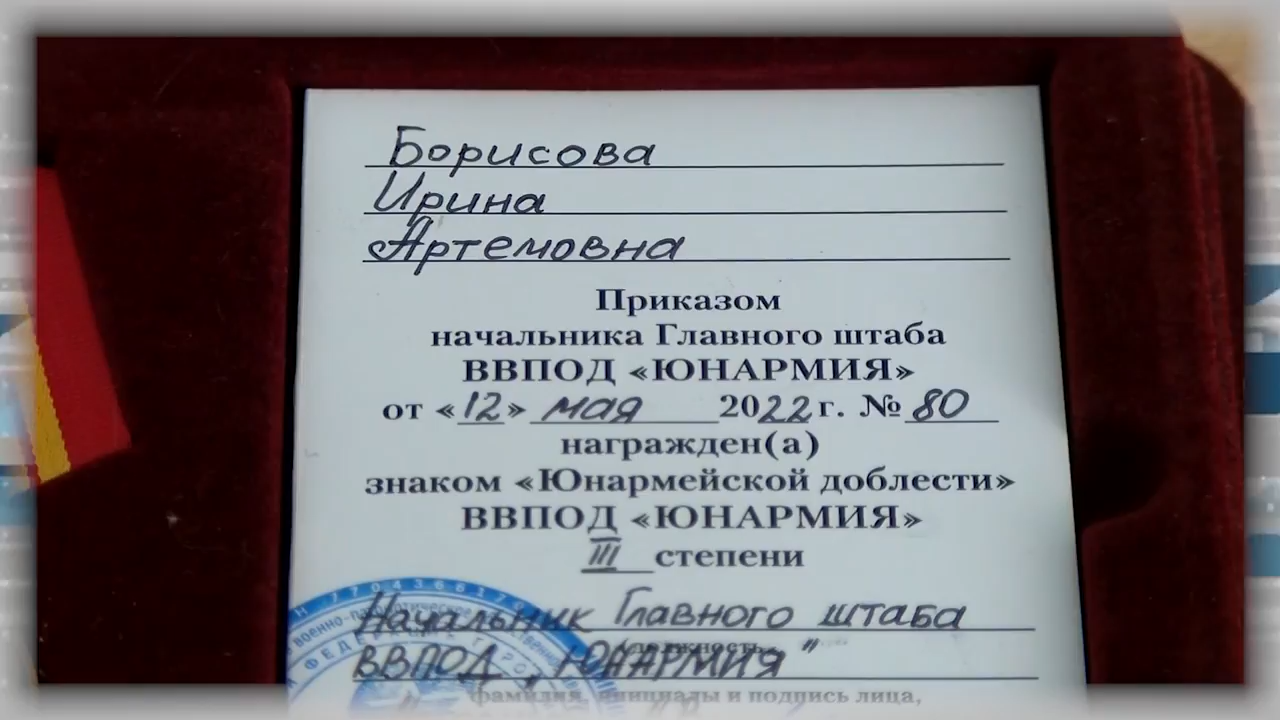 Борисова
Ирина
Артемовна
Приказом
начальника Главного штаба
ВВПОД «ЮНАРМИЯ»
от «12» мая 2022 г. № 80
награжден(а)
знаком «Юнармейской доблести»
ВВПОД «ЮНАРМИЯ»
III степени
Начальник Главного штаба
(должность,
ВВПОД „ЮНАРМИЯ"
фамилия, инициалы и подпись лица,